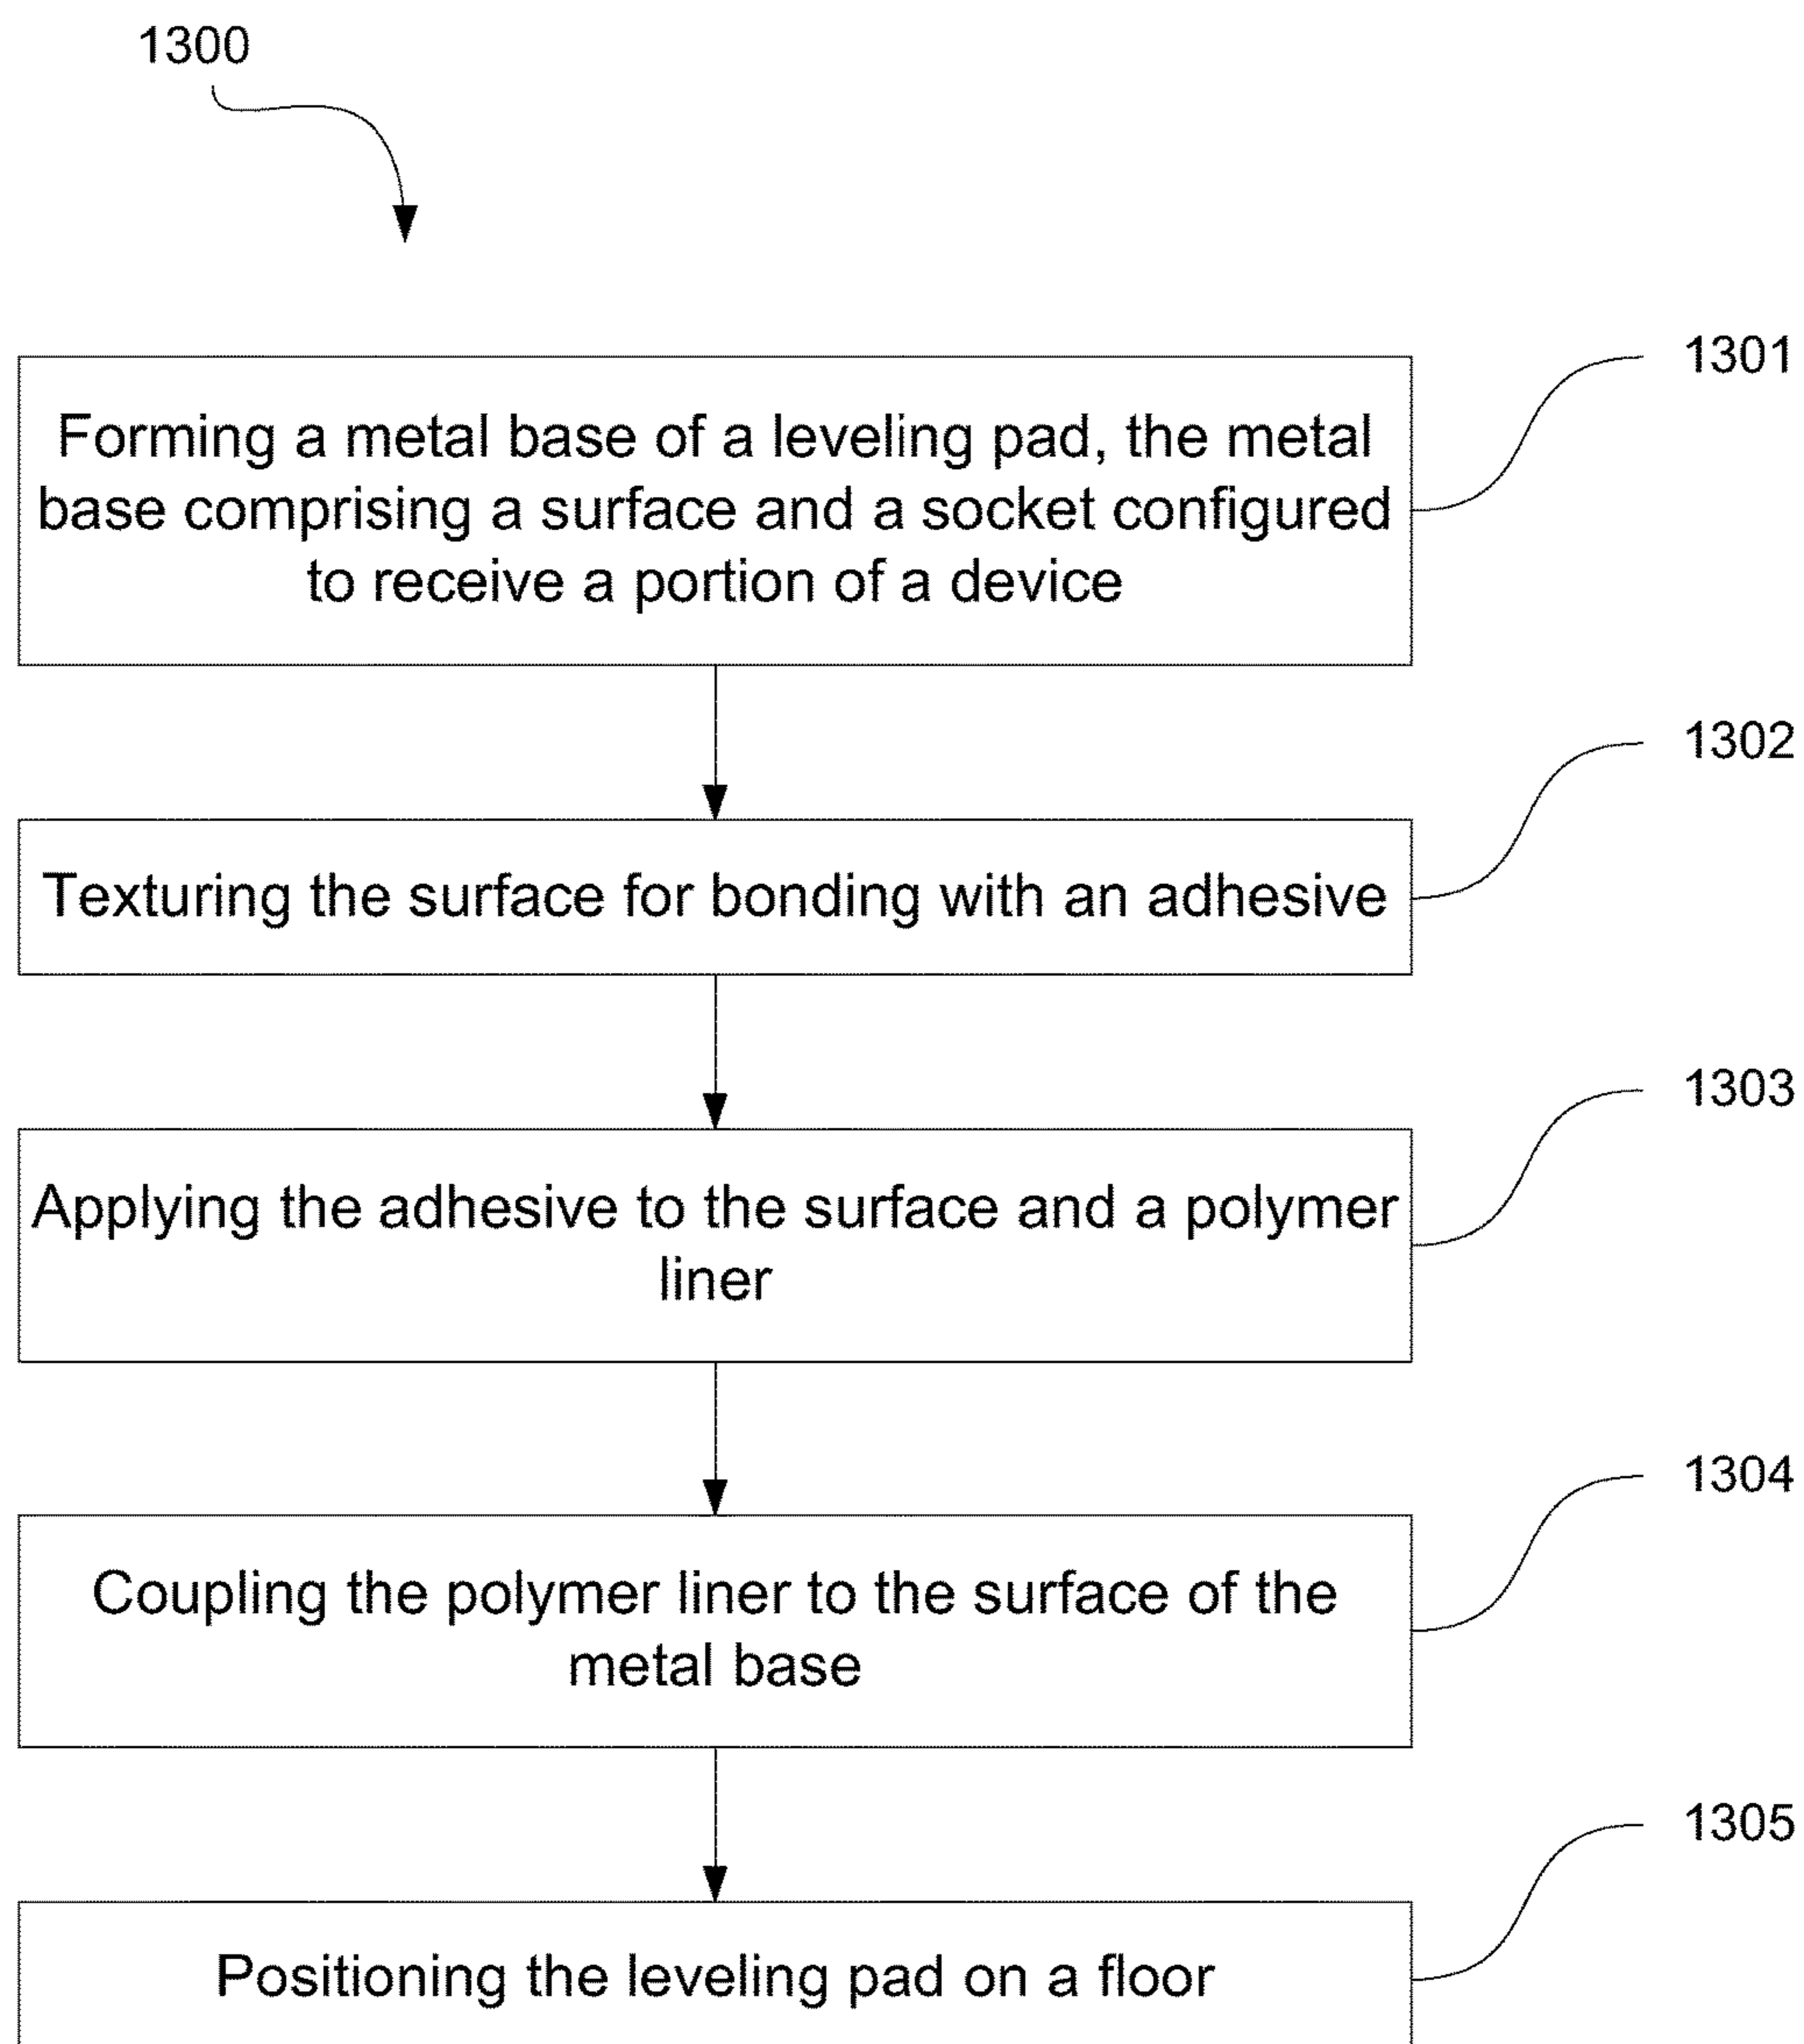 1300
1301
Forming a metal base of a leveling pad, the metal
base comprising a surface and a socket configured
to receive a portion of a device
1302
Texturing the surface for bonding with an adhesive
1303
Applying the adhesive to the surface and a polymer
liner
1304
Coupling the polymer liner to the surface of the
metal base
1305
Positioning the leveling pad on a floor